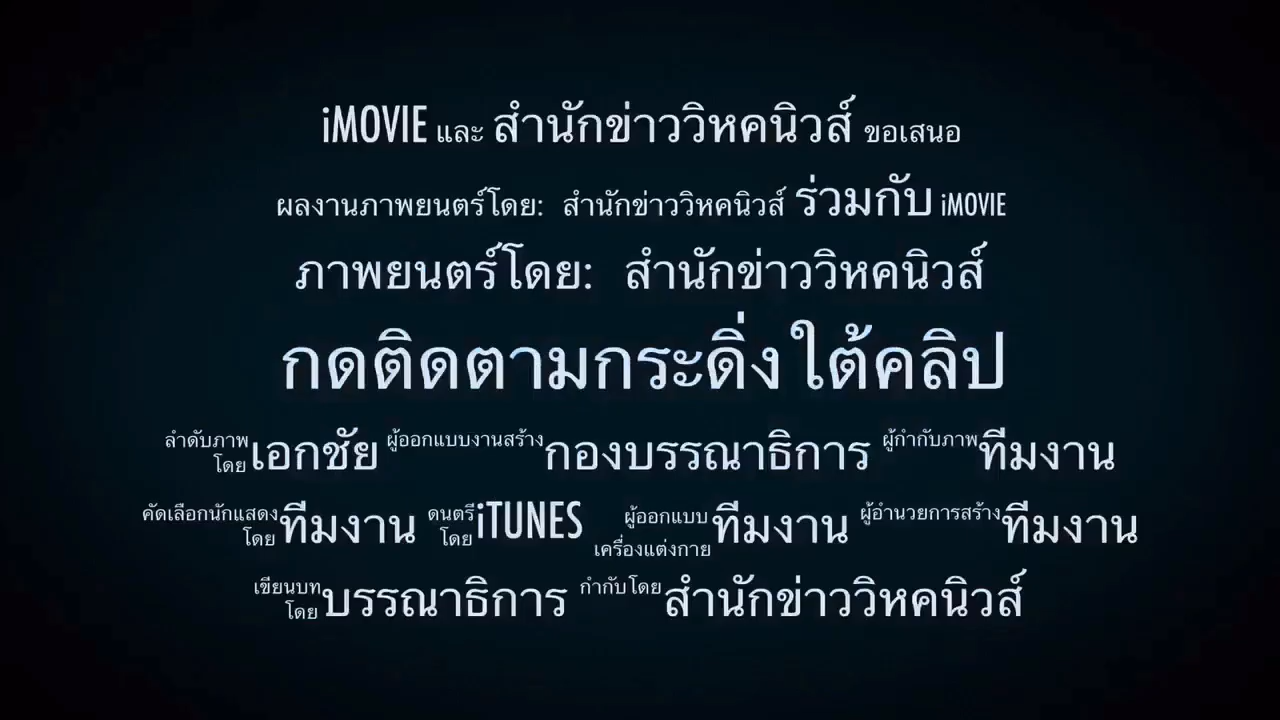 iMOVIE และ สำนักข่าววิหคนิวส์ ขอเสนอ
ผลงานภาพยนตร์โดย: สำนักข่าววิหคนิวส์ ร่วมกับ iMOVIE
ภาพยนตร์โดย: สำนักข่าววิหคนิวส์
กดติดตามกระดิ่ง ใต้คลิป
ลำดับภาพโดย เอกชัย ผู้ออกแบบงานสร้าง กองบรรณาธิการ ผู้กำกับภาพ ทีมงาน
คัดเลือกนักแสดงโดย ทีมงาน ดนตรีโดย iTUNES ผู้ออกแบบเครื่องแต่งกาย ทีมงาน ผู้อำนวยการสร้าง ทีมงาน
เขียนบทโดย บรรณาธิการ กำกับโดย สำนักข่าววิหคนิวส์